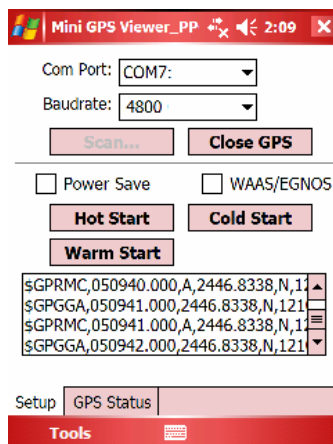 Mini GPS Viewer_PP 2:09
Com Port: COM7:
Baudrate: 4800
Scan... Close GPS
Power Save WAAS/EGNOS
Hot Start Cold Start
Warm Start
$GPRMC,050940.000,A,2446.8338,N,12
$GPGGA,050941.000,2446.8338,N,1210
$GPRMC,050941.000,A,2446.8338,N,12
$GPGGA,050942.000,2446.8338,N,1210
Setup GPS Status
Tools